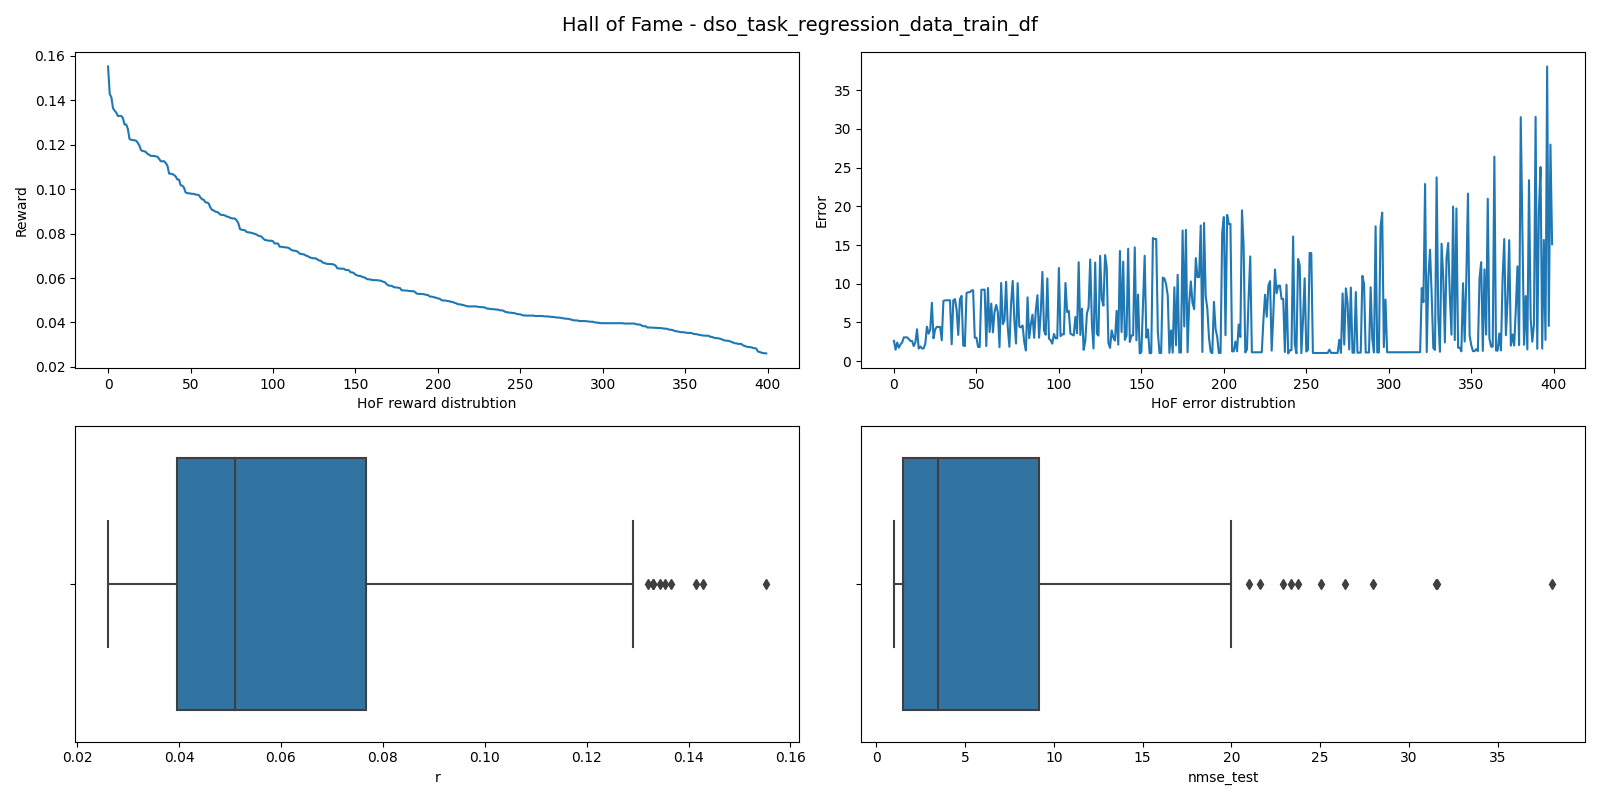 Hall of Fame - dso_task_regression_data_train_df
0.16
0.14
0.12
0.10
0.08
0.06
0.04
0.02
Reward
0 50 100 150 200 250 300 350 400
HoF reward distrubtion
35
30
25
20
15
10
5
0
Error
0 50 100 150 200 250 300 350 400
HoF error distrubtion
0.02 0.04 0.06 0.08 0.10 0.12 0.14 0.16
r
0 5 10 15 20 25 30 35
nmse_test